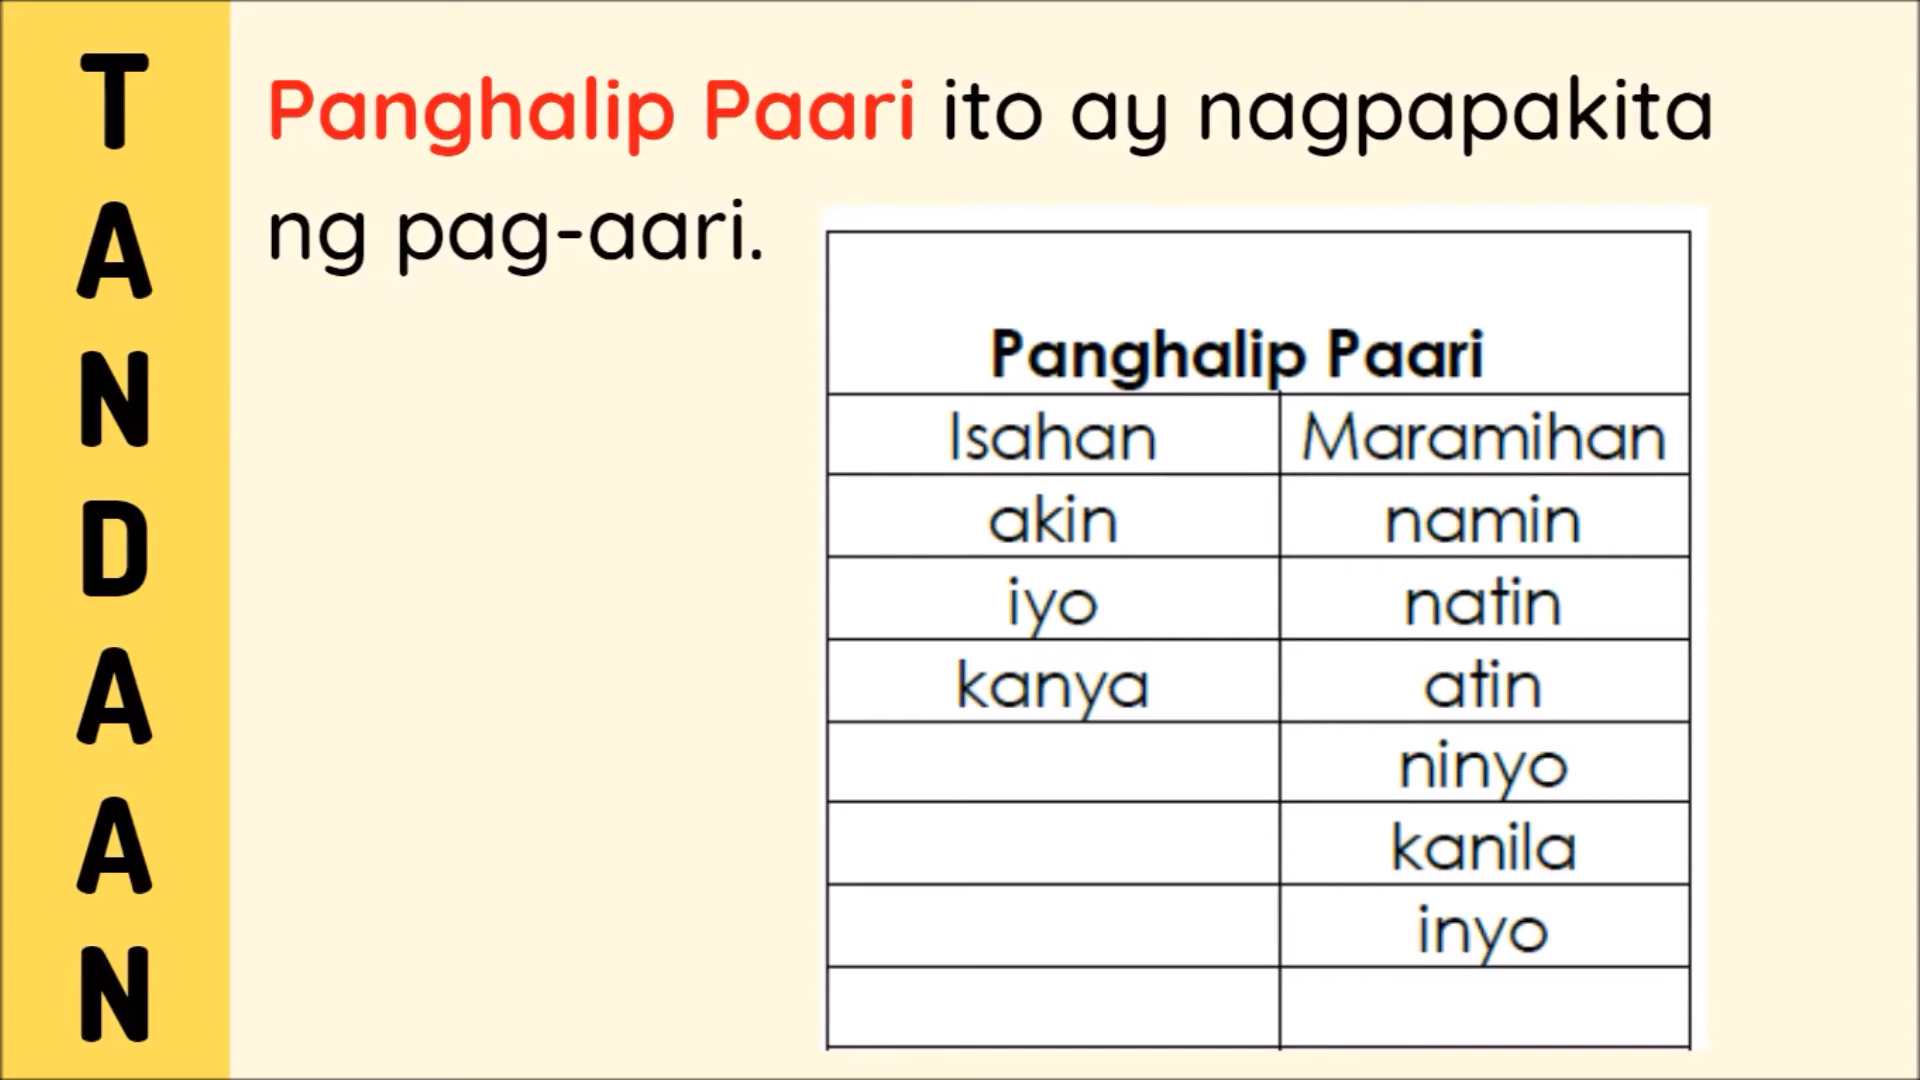 TANDAAN
Panghalip Paari ito ay nagpapakita
ng pag-aari.
Panghalip Paari
Isahan Maramihan
akin namin
iyo natin
kanya atin
ninyo
kanila
inyo